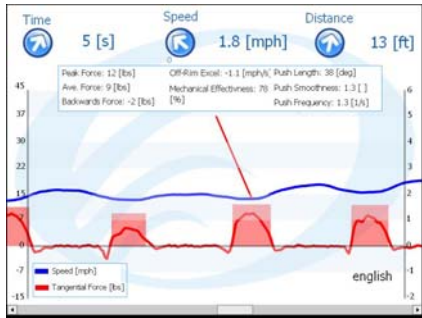 Time
Speed
Distance
5 [s]
1.8 [mph]
13 [ft]
Peak Force: 12 [lbs]
Ave. Force: 9 [lbs]
Backwards Force: -2 [lbs]
Off-Rim Excel: -1.1 [mph/s]
Mechanical Effectivness: 78
[%]
Push Length: 38 [deg]
Push Smoothness: 1.3 [ ]
Push Frequency: 1.3 [1/s]
45
37
30
22
15
7
0
-7
-15
6
5
4
3
2
1
0
-1
-2
Speed [mph]
Tangential Force [lbs]
english